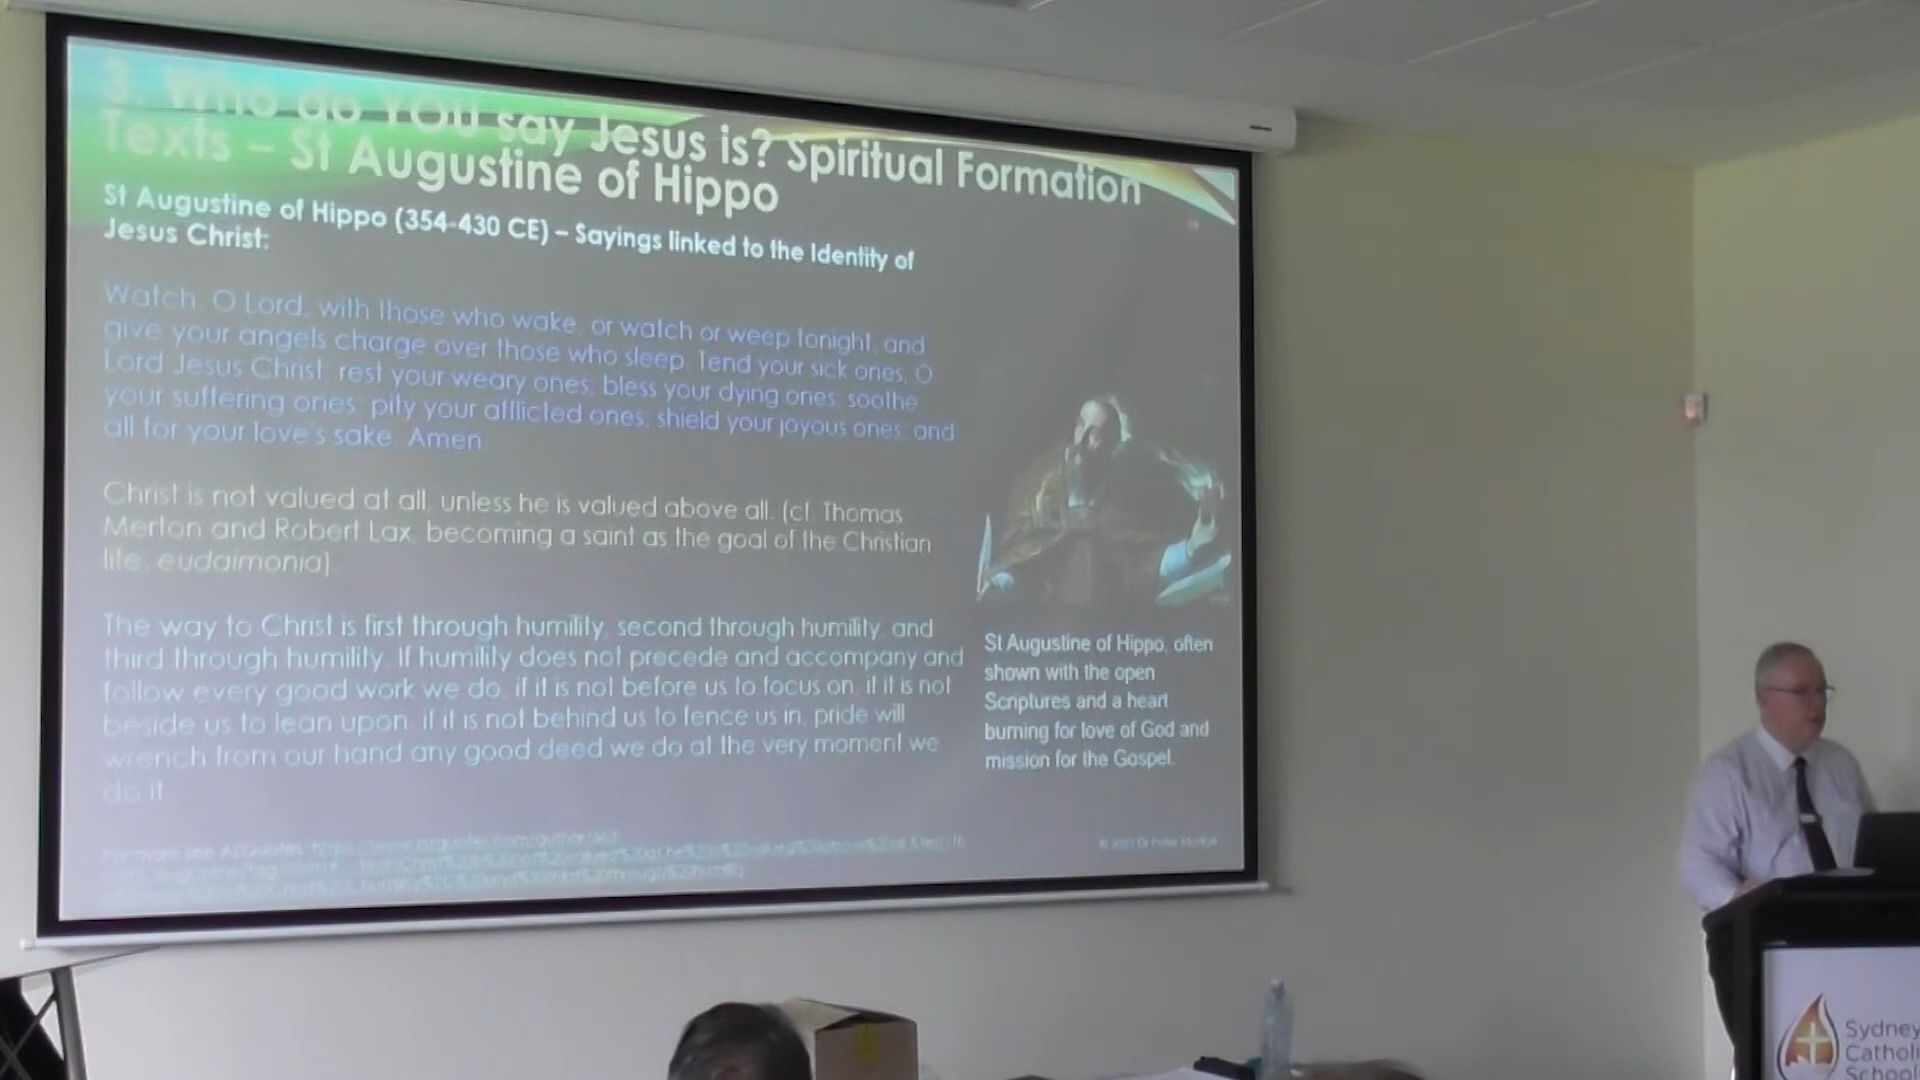 3. Who do YOU say Jesus is? Spiritual Formation
Texts – St Augustine of Hippo
St Augustine of Hippo (354-430 CE) – Sayings linked to the Identity of
Jesus Christ:
Watch, O Lord, with those who wake, or watch or weep tonight, and
give your angels charge over those who sleep. Tend your sick ones, O
Lord Jesus Christ; rest your weary ones; bless your dying ones; soothe
your suffering ones; pity your afflicted ones; shield your joyous ones; and
all for your love's sake. Amen.
Christ is not valued at all, unless he is valued above all. (cf. Thomas
Merton and Robert Lax, becoming a saint as the goal of the Christian
life, eudaimonia)
The way to Christ is first through humility, second through humility, and
third through humility. If humility does not precede and accompany and
follow every good work we do, if it is not before us to focus on, if it is not
beside us to lean upon, if it is not behind us to fence us in, pride will
wrench from our hand any good deed we do at the very moment we
do it.
St Augustine of Hippo, often
shown with the open
Scriptures and a heart
burning for love of God and
mission for the Gospel.
For more see AZQuotes:
Sydney
Catholi
School